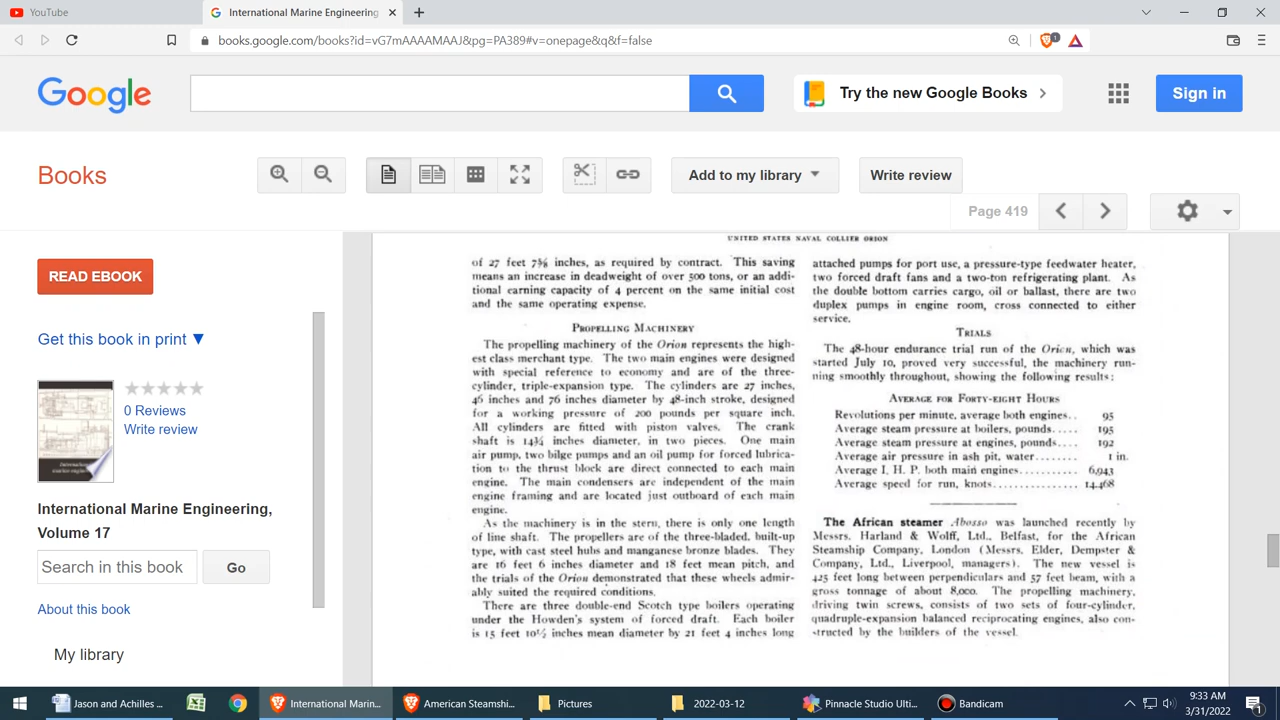 YouTube
International Marine Engineering
books.google.com/books?id=vG7mAAAAMAAJ&pg=PA389#v=onepage&q&f=false
1
Google
Try the new Google Books
Sign in
Books
Add to my library
Write review
Page 419
READ EBOOK
Get this book in print ▼
0 Reviews
Write review
International Marine Engineering,
Volume 17
Search in this book
Go
About this book
My library
UNITED STATES NAVAL COLLIER ORION
of 27 feet 7⅝ inches, as required by contract. This saving
means an increase in deadweight of over 500 tons, or an addi-
tional earning capacity of 4 percent on the same initial cost
and the same operating expense.
PROPELLING MACHINERY
The propelling machinery of the Orion represents the high-
est class merchant type. The two main engines were designed
with special reference to economy and are of the three-
cylinder, triple-expansion type. The cylinders are 27 inches,
46 inches and 76 inches diameter by 48-inch stroke, designed
for a working pressure of 200 pounds per square inch.
All cylinders are fitted with piston valves. The crank
shaft is 14¼ inches diameter, in two pieces. One main
air pump, two bilge pumps and an oil pump for forced lubrica-
tion to the thrust block are direct connected to each main
engine. The main condensers are independent of the main
engine framing and are located just outboard of each main
engine.
As the machinery is in the stern, there is only one length
of line shaft. The propellers are of the three-bladed, built-up
type, with cast steel hubs and manganese bronze blades. They
are 16 feet 6 inches diameter and 18 feet mean pitch, and
the trials of the Orion demonstrated that these wheels admir-
ably suited the required conditions.
There are three double-end Scotch type boilers operating
under the Howden's system of forced draft. Each boiler
is 15 feet 10½ inches mean diameter by 21 feet 4 inches long
attached pumps for port use, a pressure-type feedwater heater,
two forced draft fans and a two-ton refrigerating plant. As
the double bottom carries cargo, oil or ballast, there are two
duplex pumps in engine room, cross connected to either
service.
TRIALS
The 48-hour endurance trial run of the Orion, which was
started July 10, proved very successful, the machinery run-
ning smoothly throughout, showing the following results:
AVERAGE FOR FORTY-EIGHT HOURS
Revolutions per minute, average both engines.. 95
Average steam pressure at boilers, pounds..... 195
Average steam pressure at engines, pounds.... 192
Average air pressure in ash pit, water........ 1 in.
Average I. H. P. both main engines............ 6,943
Average speed for run, knots................ 14.468
The African steamer Abosso was launched recently by
Messrs. Harland & Wolff, Ltd., Belfast, for the African
Steamship Company, London (Messrs. Elder, Dempster &
Company, Ltd., Liverpool, managers). The new vessel is
425 feet long between perpendiculars and 57 feet beam, with a
gross tonnage of about 8,000. The propelling machinery,
driving twin screws, consists of two sets of four-cylinder,
quadruple-expansion balanced reciprocating engines, also con-
structed by the builders of the vessel.
Jason and Achilles ...
International Marin...
American Steamshi...
Pictures
2022-03-12
Pinnacle Studio Ulti...
Bandicam
9:33 AM
3/31/2022
1